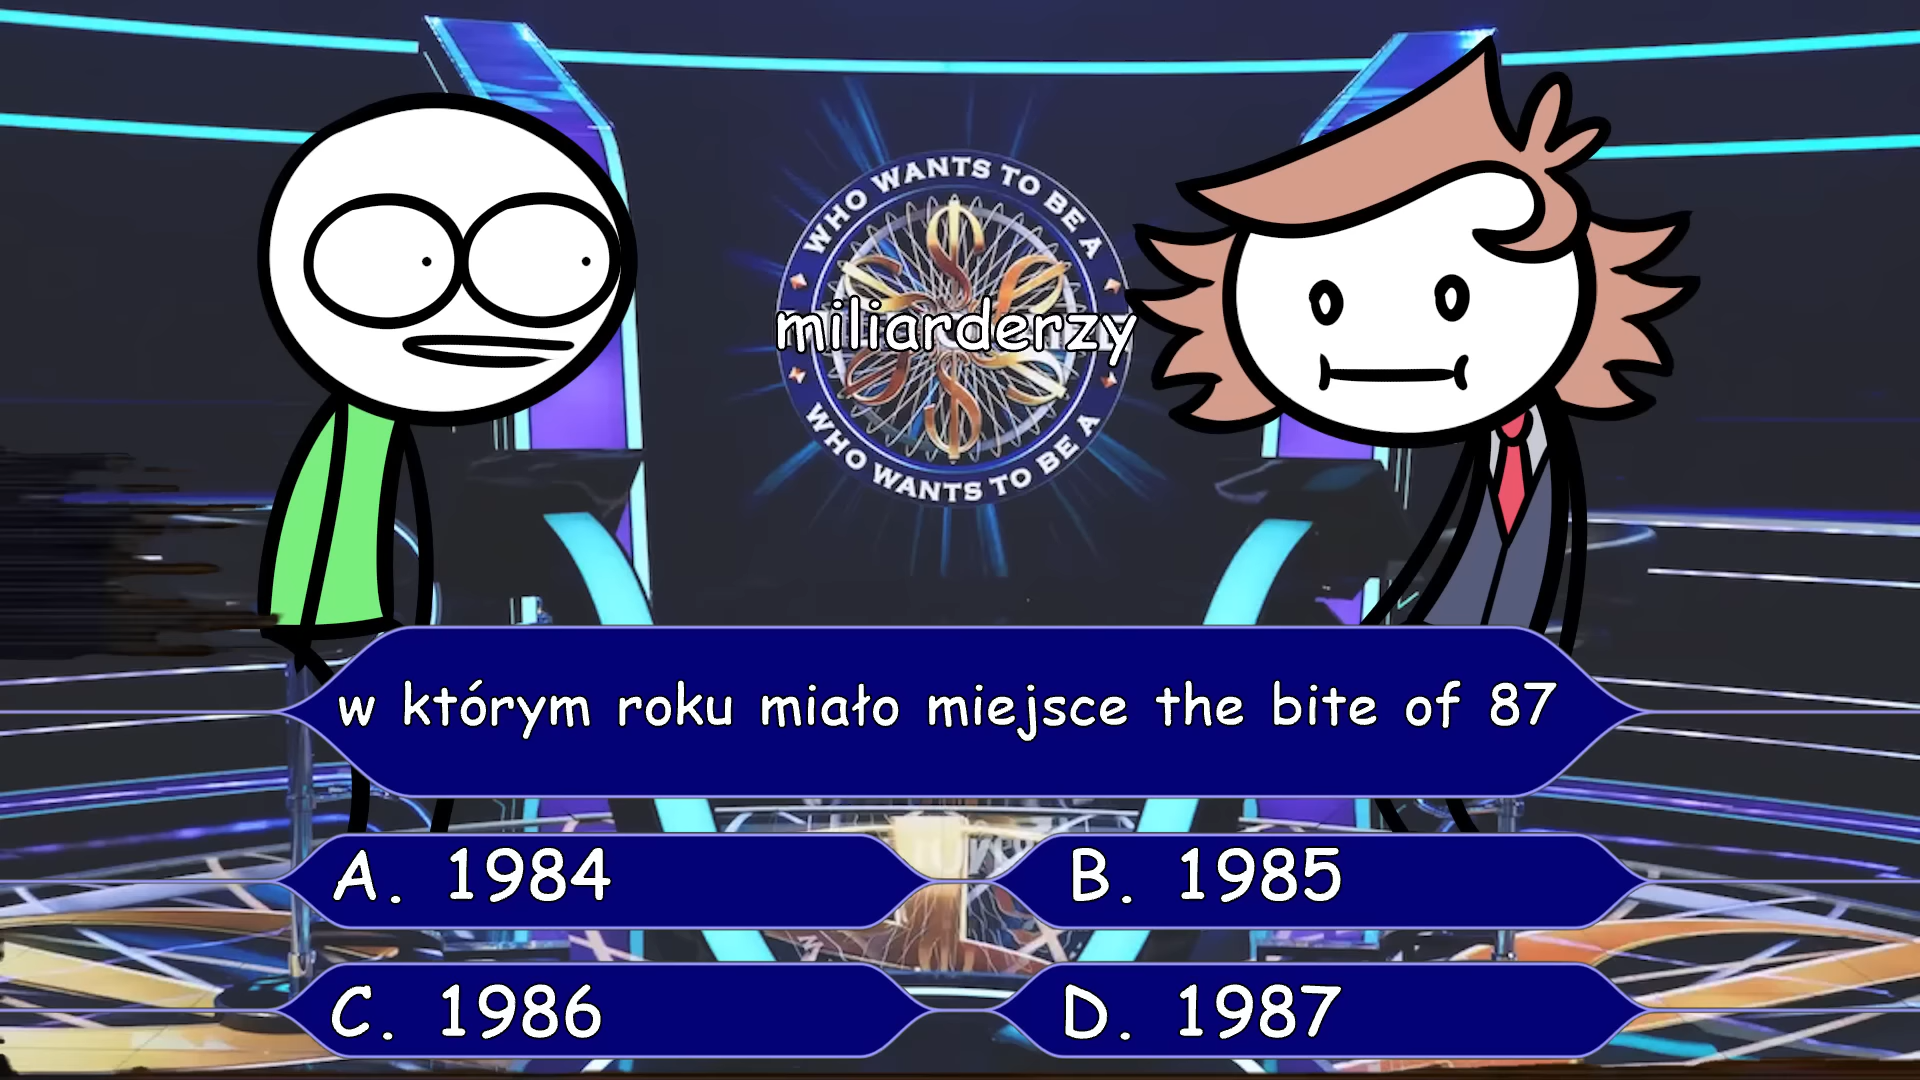 WHO WANTS TO BE A
miliarderzy
WHO WANTS TO BE A
w którym roku miało miejsce the bite of 87
A. 1984
B. 1985
C. 1986
D. 1987